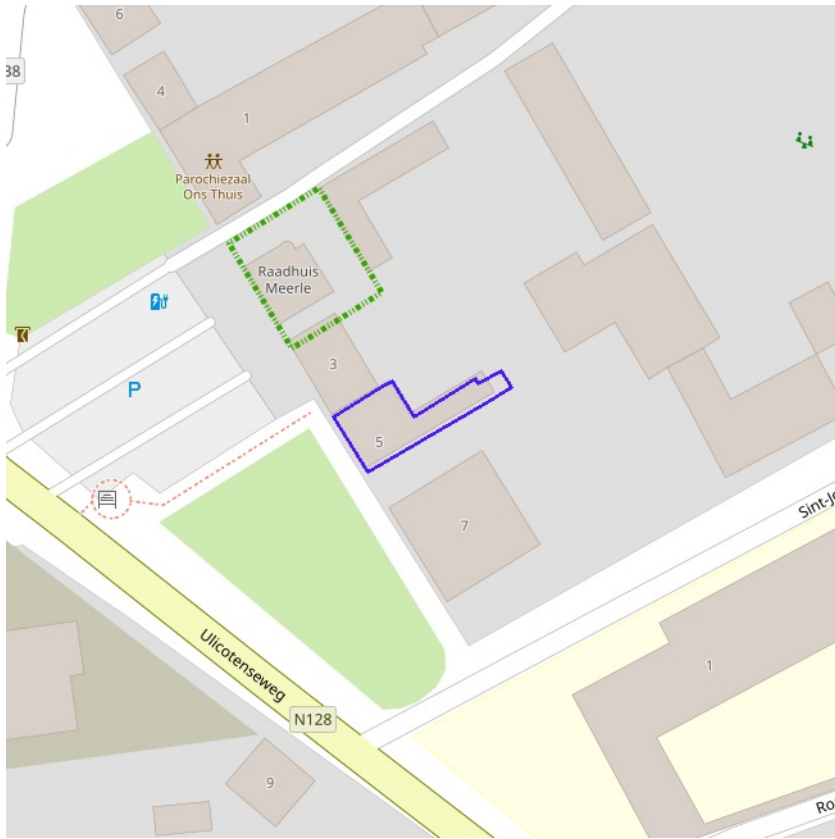 6
38
4
1
Parochiezaal
Ons Thuis
Raadhuis
Meerle
3
P
5
7
Sint-J
Ulicotenseweg
1
N128
9
Ro